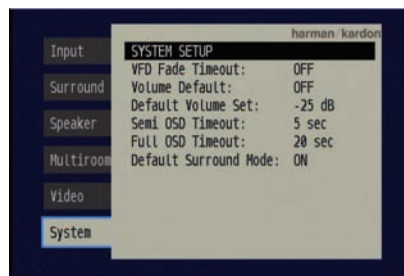 harman/kardon
Input
Surround
Speaker
Multiroom
Video
System
SYSTEM SETUP
VFD Fade Timeout: OFF
Volume Default: OFF
Default Volume Set: -25 dB
Semi OSD Timeout: 5 sec
Full OSD Timeout: 20 sec
Default Surround Mode: ON